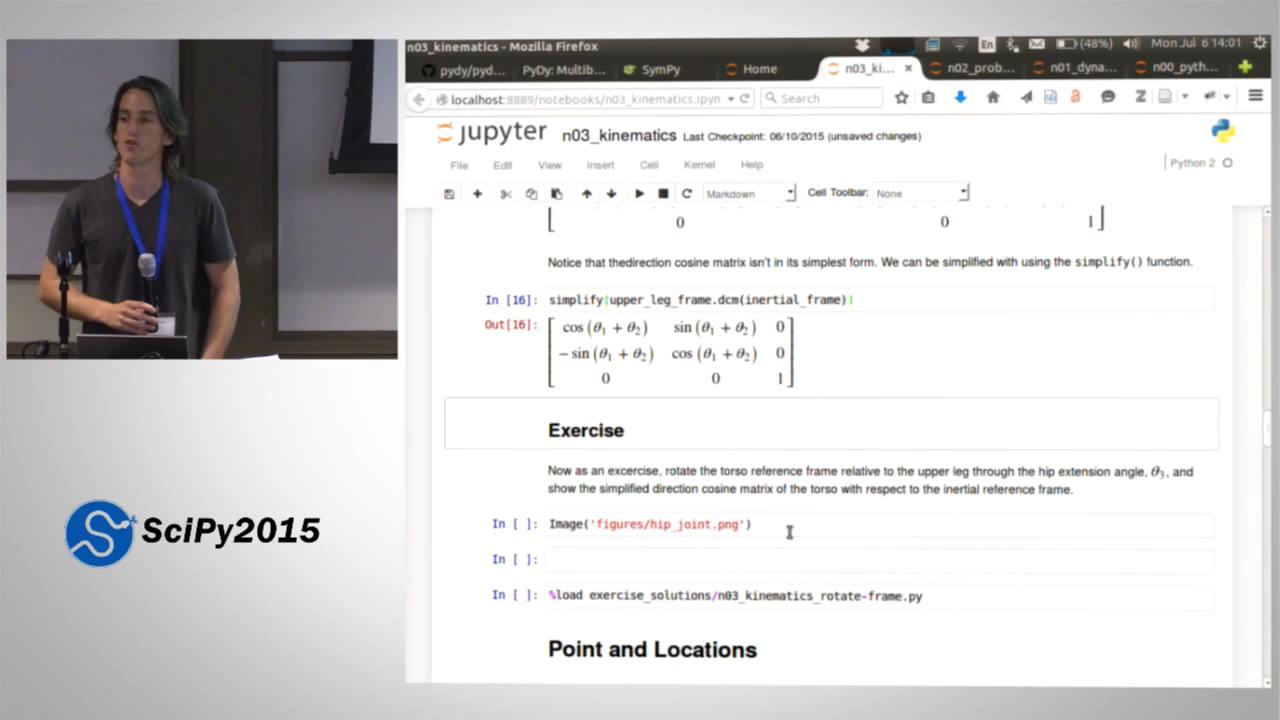 n03_kinematics - Mozilla Firefox
En
(48%)
Mon Jul 6 14:01
pydy/pyd...
PyDy: Multib...
SymPy
Home
n03_ki...
n02_prob...
n01_dyna...
n00_pyth...
localhost:8889/notebooks/n03_kinematics.ipyn
Search
jupyter
n03_kinematics
Last Checkpoint: 06/10/2015 (unsaved changes)
File
Edit
View
Insert
Cell
Kernel
Help
Python 2
Markdown
Cell Toolbar:
None
0 0 1
Notice that thedirection cosine matrix isn't in its simplest form. We can be simplified with using the simplify() function.
In [16]: simplify(upper_leg_frame.dcm(inertial_frame))
Out[16]:
cos (θ1 + θ2) sin (θ1 + θ2) 0
− sin (θ1 + θ2) cos (θ1 + θ2) 0
0 0 1
Exercise
Now as an excercise, rotate the torso reference frame relative to the upper leg through the hip extension angle, θ3, and
show the simplified direction cosine matrix of the torso with respect to the inertial reference frame.
In [ ]: Image('figures/hip_joint.png')
In [ ]:
In [ ]: %load exercise_solutions/n03_kinematics_rotate-frame.py
Point and Locations
SciPy2015